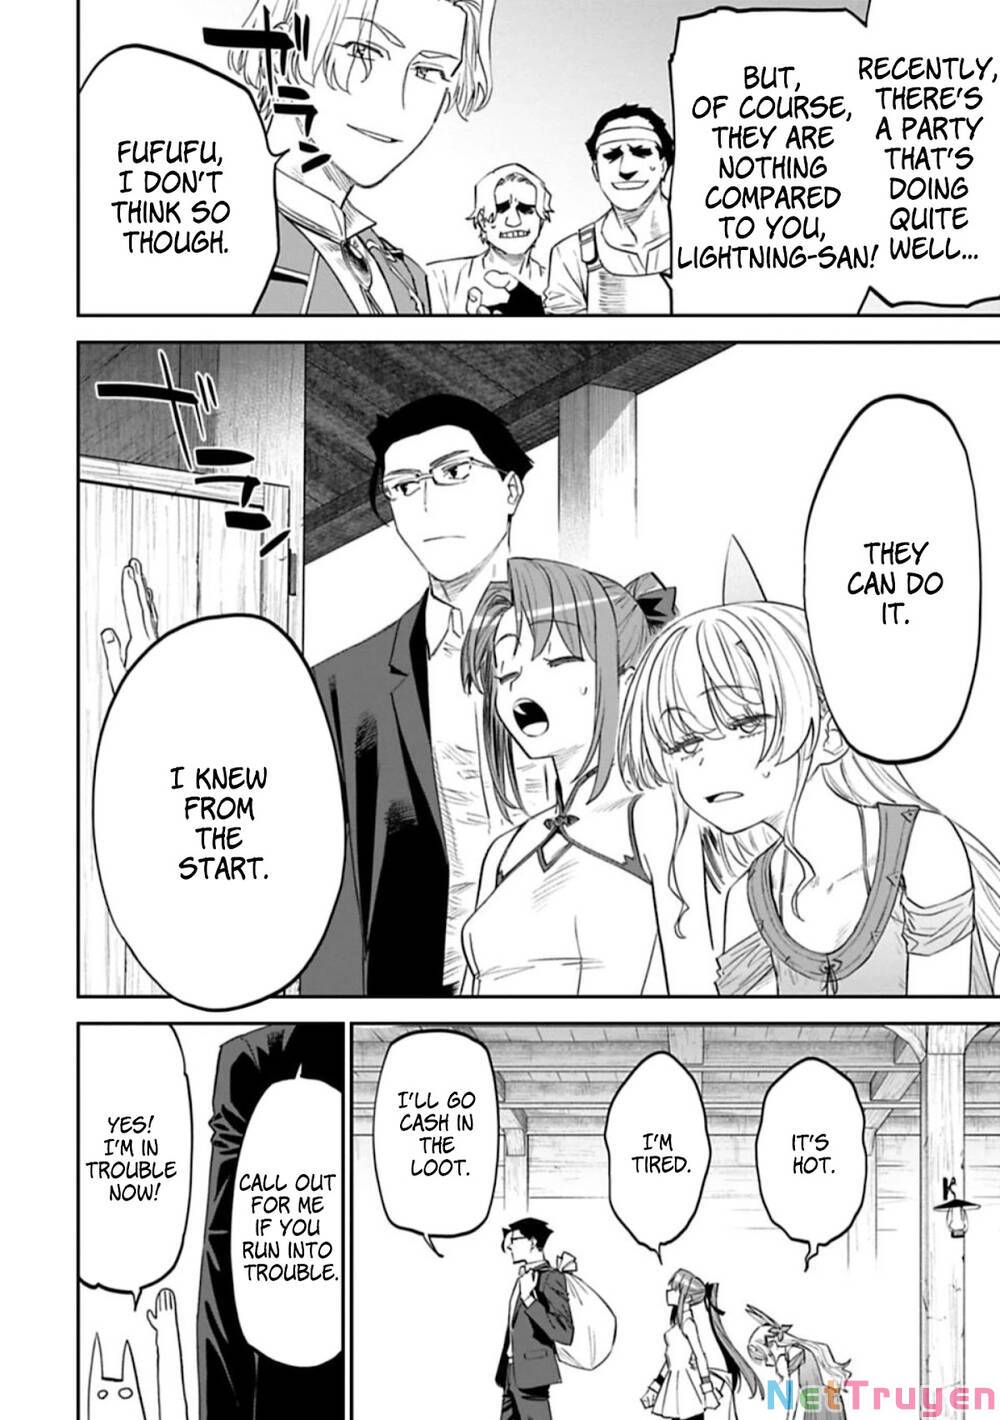 RECENTLY,
THERE'S
A PARTY
THAT'S
DOING
QUITE
WELL...
BUT,
OF COURSE,
THEY ARE
NOTHING
COMPARED
TO YOU,
LIGHTNING-SAN!
FUFUFU,
I DON'T
THINK SO
THOUGH.
THEY
CAN DO
IT.
I KNEW
FROM
THE
START.
IT'S
HOT.
I'M
TIRED.
I'LL GO
CASH IN
THE
LOOT.
CALL OUT
FOR ME
IF YOU
RUN INTO
TROUBLE.
YES!
I'M IN
TROUBLE
NOW!
NetTruyen